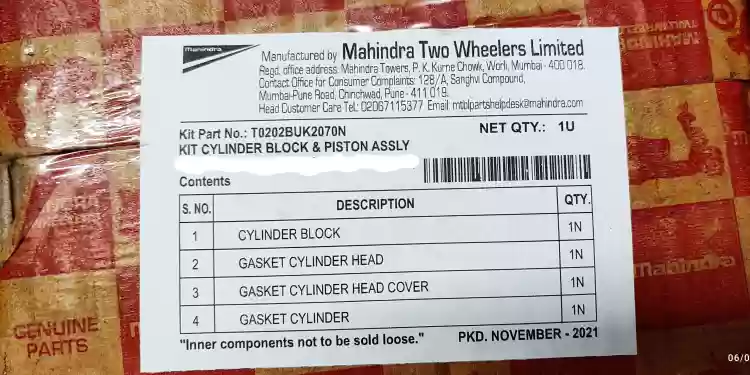 mahindra
Manufactured by Mahindra Two Wheelers Limited
Regd. office address: Mahindra Towers, P. K. Kurne Chowk, Worli, Mumbai - 400 018.
Contact Office for Consumer Complaints: 128/A, Sanghvi Compound,
Mumbai-Pune Road, Chinchwad, Pune - 411 019.
Head Customer Care Tel.: 02067115377 Email: mtblpartshelpdesk@mahindra.com
Kit Part No.: T0202BUK2070N NET QTY.: 1U
KIT CYLINDER BLOCK & PISTON ASSLY
Contents
S. NO. DESCRIPTION QTY.
1 CYLINDER BLOCK 1N
2 GASKET CYLINDER HEAD 1N
3 GASKET CYLINDER HEAD COVER 1N
4 GASKET CYLINDER 1N
"Inner components not to be sold loose." PKD. NOVEMBER - 2021
GENUINE
PARTS
mahindra
06/0